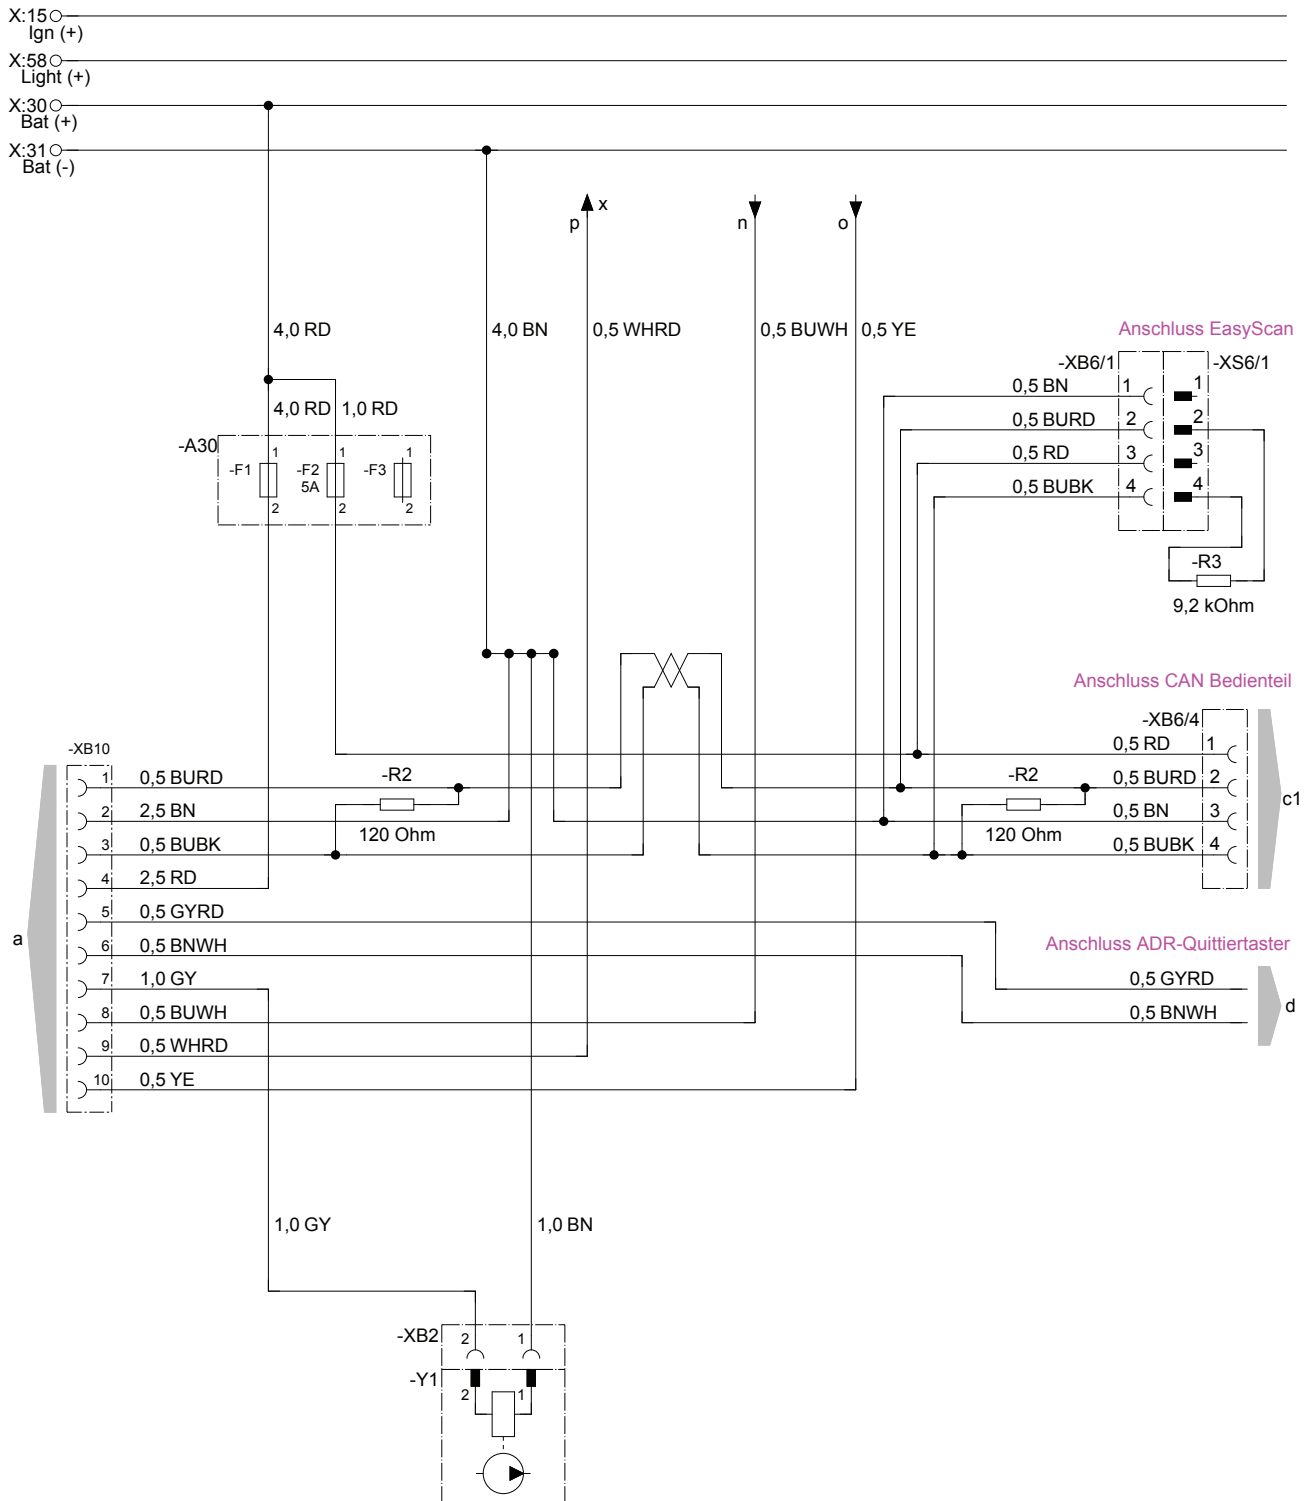 X:15
Ign (+)
X:58
Light (+)
X:30
Bat (+)
X:31
Bat (-)
x
p
n
o
4,0 RD
4,0 BN
0,5 WHRD
0,5 BUWH
0,5 YE
Anschluss EasyScan
-XB6/1
-XS6/1
0,5 BN
1
1
0,5 BURD
2
2
0,5 RD
3
3
0,5 BUBK
4
4
4,0 RD
1,0 RD
-A30
1
1
1
-F1
-F2
5A
-F3
2
2
2
-R3
9,2 kOhm
Anschluss CAN Bedienteil
-XB6/4
0,5 RD
1
0,5 BURD
2
0,5 BN
3
0,5 BUBK
4
c1
-R2
120 Ohm
-R2
120 Ohm
-XB10
a
1
0,5 BURD
2
2,5 BN
3
0,5 BUBK
4
2,5 RD
5
0,5 GYRD
6
0,5 BNWH
7
1,0 GY
8
0,5 BUWH
9
0,5 WHRD
10
0,5 YE
Anschluss ADR-Quittiertaster
0,5 GYRD
0,5 BNWH
d
1,0 GY
1,0 BN
-XB2
2
1
-Y1
2
1